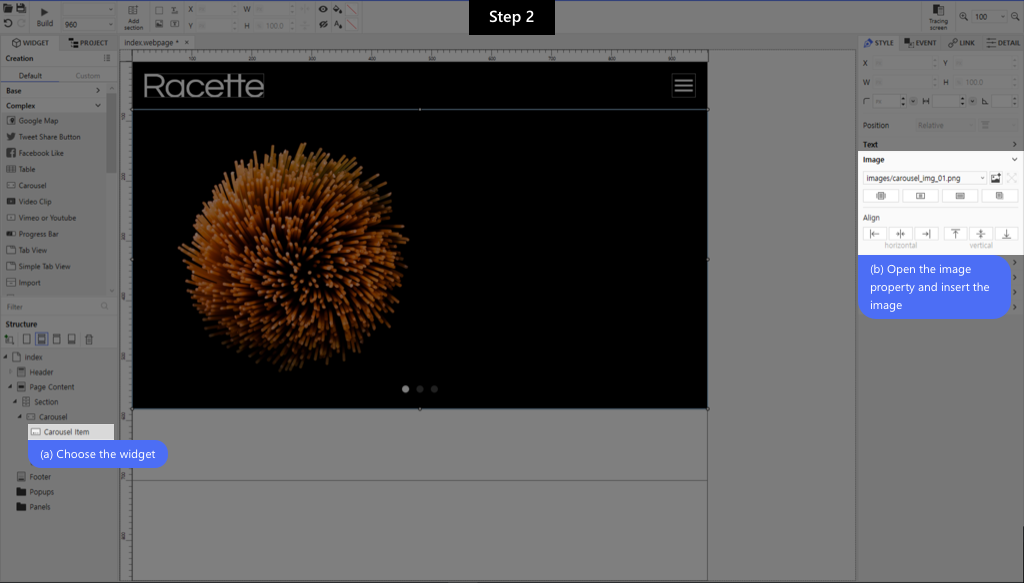 Step 2
Build
960
Add section
X
W
Y
H
100.0
Tracing screen
100
WIDGET
PROJECT
index.webpage *
STYLE
EVENT
LINK
DETAIL
Creation
Default
Custom
Base
Complex
Google Map
Tweet Share Button
Facebook Like
Table
Carousel
Video Clip
Vimeo or Youtube
Progress Bar
Tab View
Simple Tab View
Import
Filter
Structure
Index
Header
Page Content
Section
Carousel
Carousel Item
(a) Choose the widget
Footer
Popups
Panels
Racette
X
Y
W
H
100.0
Position
Relative
Text
Image
images/carousel_img_01.png
Align
horizontal
vertical
(b) Open the image
property and insert the
image